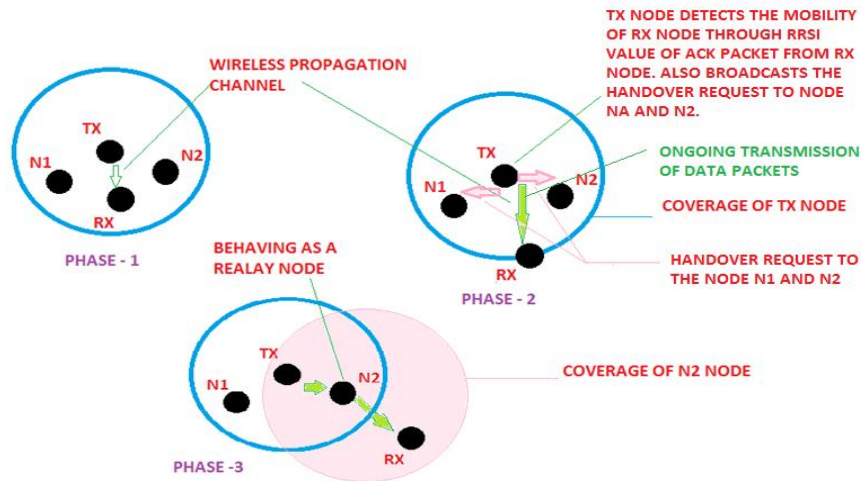 TX NODE DETECTS THE MOBILITY
OF RX NODE THROUGH RRSI
VALUE OF ACK PACKET FROM RX
NODE. ALSO BROADCASTS THE
HANDOVER REQUEST TO NODE
NA AND N2.
WIRELESS PROPAGATION
CHANNEL
TX
N1
N2
RX
PHASE - 1
TX
N1
N2
RX
PHASE - 2
ONGOING TRANSMISSION
OF DATA PACKETS
COVERAGE OF TX NODE
HANDOVER REQUEST TO
THE NODE N1 AND N2
BEHAVING AS A
REALAY NODE
TX
N1
N2
RX
COVERAGE OF N2 NODE
PHASE -3